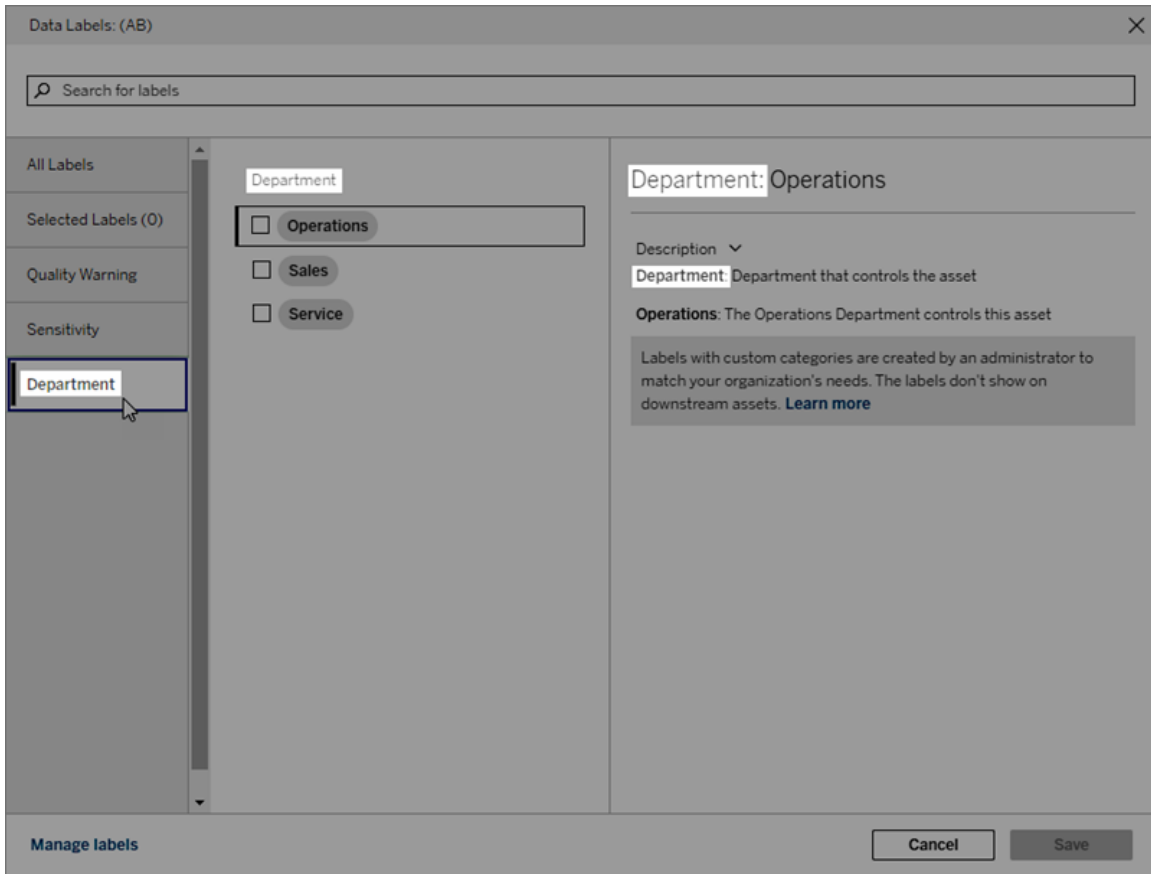 Data Labels: (AB)
Search for labels
All Labels
Selected Labels (0)
Quality Warning
Sensitivity
Department
Department
Operations
Sales
Service
Department: Operations
Description
Department: Department that controls the asset
Operations: The Operations Department controls this asset
Labels with custom categories are created by an administrator to
match your organization's needs. The labels don't show on
downstream assets. Learn more
Manage labels
Cancel
Save